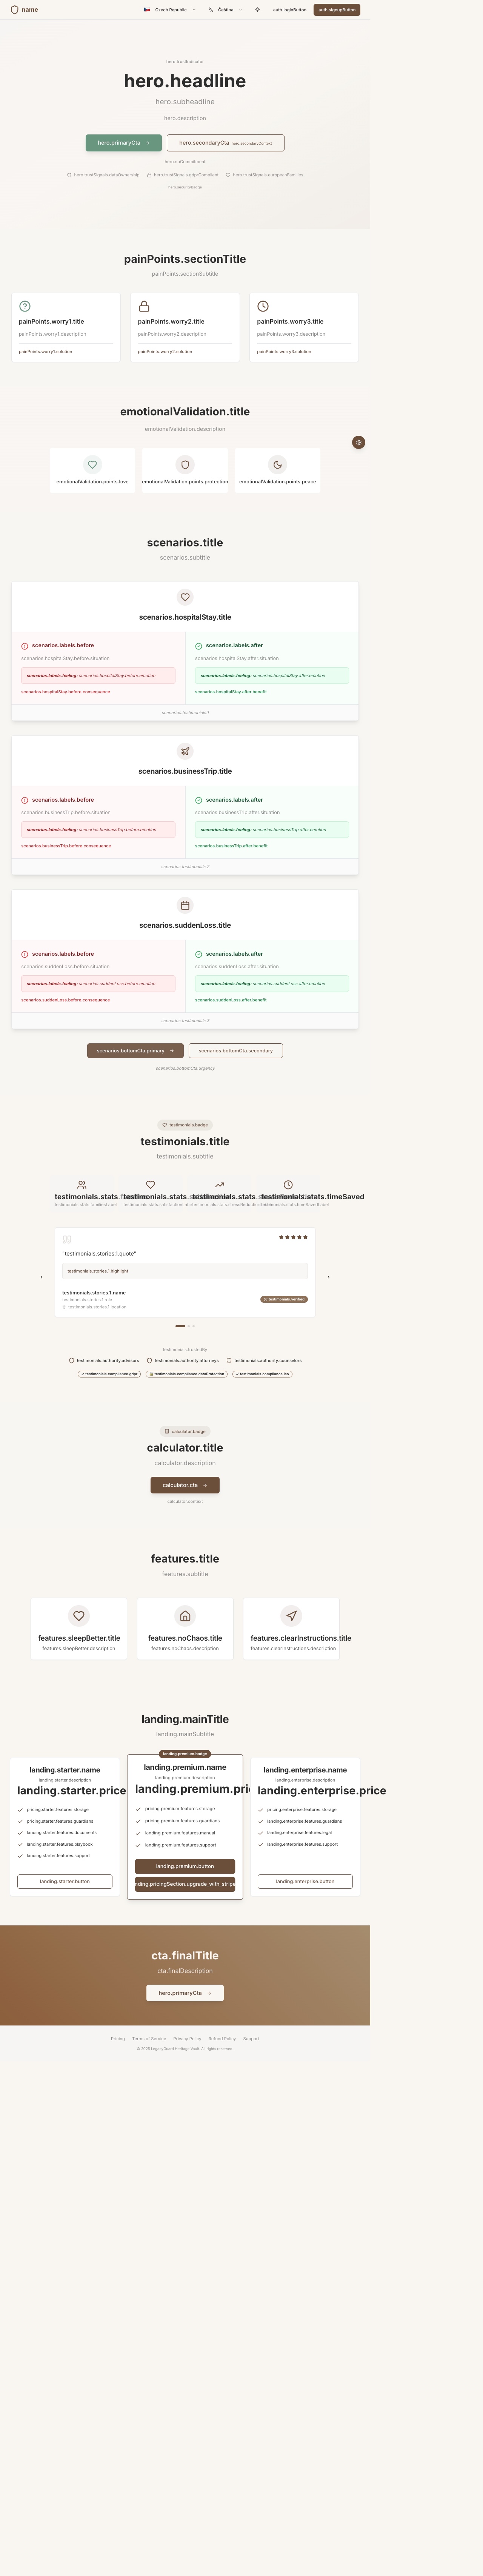 name
Czech Republic
Čeština
auth.loginButton
auth.signupButton
hero.trustIndicator
hero.headline
hero.subheadline
hero.description
hero.primaryCta
hero.secondaryCta hero.secondaryContext
hero.noCommitment
hero.trustSignals.dataOwnership
hero.trustSignals.gdprCompliant
hero.trustSignals.europeanFamilies
hero.securityBadge
painPoints.sectionTitle
painPoints.sectionSubtitle
painPoints.worry1.title
painPoints.worry1.description
painPoints.worry1.solution
painPoints.worry2.title
painPoints.worry2.description
painPoints.worry2.solution
painPoints.worry3.title
painPoints.worry3.description
painPoints.worry3.solution
emotionalValidation.title
emotionalValidation.description
emotionalValidation.points.love
emotionalValidation.points.protection
emotionalValidation.points.peace
scenarios.title
scenarios.subtitle
scenarios.hospitalStay.title
scenarios.labels.before
scenarios.hospitalStay.before.situation
scenarios.labels.feeling: scenarios.hospitalStay.before.emotion
scenarios.hospitalStay.before.consequence
scenarios.labels.after
scenarios.hospitalStay.after.situation
scenarios.labels.feeling: scenarios.hospitalStay.after.emotion
scenarios.hospitalStay.after.benefit
scenarios.testimonials.1
scenarios.businessTrip.title
scenarios.labels.before
scenarios.businessTrip.before.situation
scenarios.labels.feeling: scenarios.businessTrip.before.emotion
scenarios.businessTrip.before.consequence
scenarios.labels.after
scenarios.businessTrip.after.situation
scenarios.labels.feeling: scenarios.businessTrip.after.emotion
scenarios.businessTrip.after.benefit
scenarios.testimonials.2
scenarios.suddenLoss.title
scenarios.labels.before
scenarios.suddenLoss.before.situation
scenarios.labels.feeling: scenarios.suddenLoss.before.emotion
scenarios.suddenLoss.before.consequence
scenarios.labels.after
scenarios.suddenLoss.after.situation
scenarios.labels.feeling: scenarios.suddenLoss.after.emotion
scenarios.suddenLoss.after.benefit
scenarios.testimonials.3
scenarios.bottomCta.primary
scenarios.bottomCta.secondary
scenarios.bottomCta.urgency
testimonials.badge
testimonials.title
testimonials.subtitle
testimonials.stats
testimonials.stats
testimonials.stats
testimonials.stats.timeSaved
testimonials.stats.familiesLabel
testimonials.stats.timeSavedLabel
"testimonials.stories.1.quote"
testimonials.stories.1.highlight
testimonials.stories.1.name
testimonials.stories.1.role
testimonials.stories.1.location
testimonials.verified
testimonials.trustedBy
testimonials.authority.advisors
testimonials.authority.attorneys
testimonials.authority.counselors
✓ testimonials.compliance.gdpr
testimonials.compliance.dataProtection
testimonials.compliance.iso
calculator.badge
calculator.title
calculator.description
calculator.cta
calculator.context
features.title
features.subtitle
features.sleepBetter.title
features.sleepBetter.description
features.noChaos.title
features.noChaos.description
features.clearInstructions.title
features.clearInstructions.description
landing.mainTitle
landing.mainSubtitle
landing.starter.name
landing.starter.description
landing.starter.price
pricing.starter.features.storage
pricing.starter.features.guardians
landing.starter.features.documents
landing.starter.features.playbook
landing.starter.features.support
landing.starter.button
landing.premium.badge
landing.premium.name
landing.premium.description
landing.premium.pri
pricing.premium.features.storage
pricing.premium.features.guardians
landing.premium.features.manual
landing.premium.features.support
landing.premium.button
nding.pricingSection.upgrade_with_stripe
landing.enterprise.name
landing.enterprise.description
landing.enterprise.price
pricing.enterprise.features.storage
landing.enterprise.features.guardians
landing.enterprise.features.legal
landing.enterprise.features.support
landing.enterprise.button
cta.finalTitle
cta.finalDescription
hero.primaryCta
Pricing
Terms of Service
Privacy Policy
Refund Policy
Support
© 2025 LegacyGuard Heritage Vault. All rights reserved.